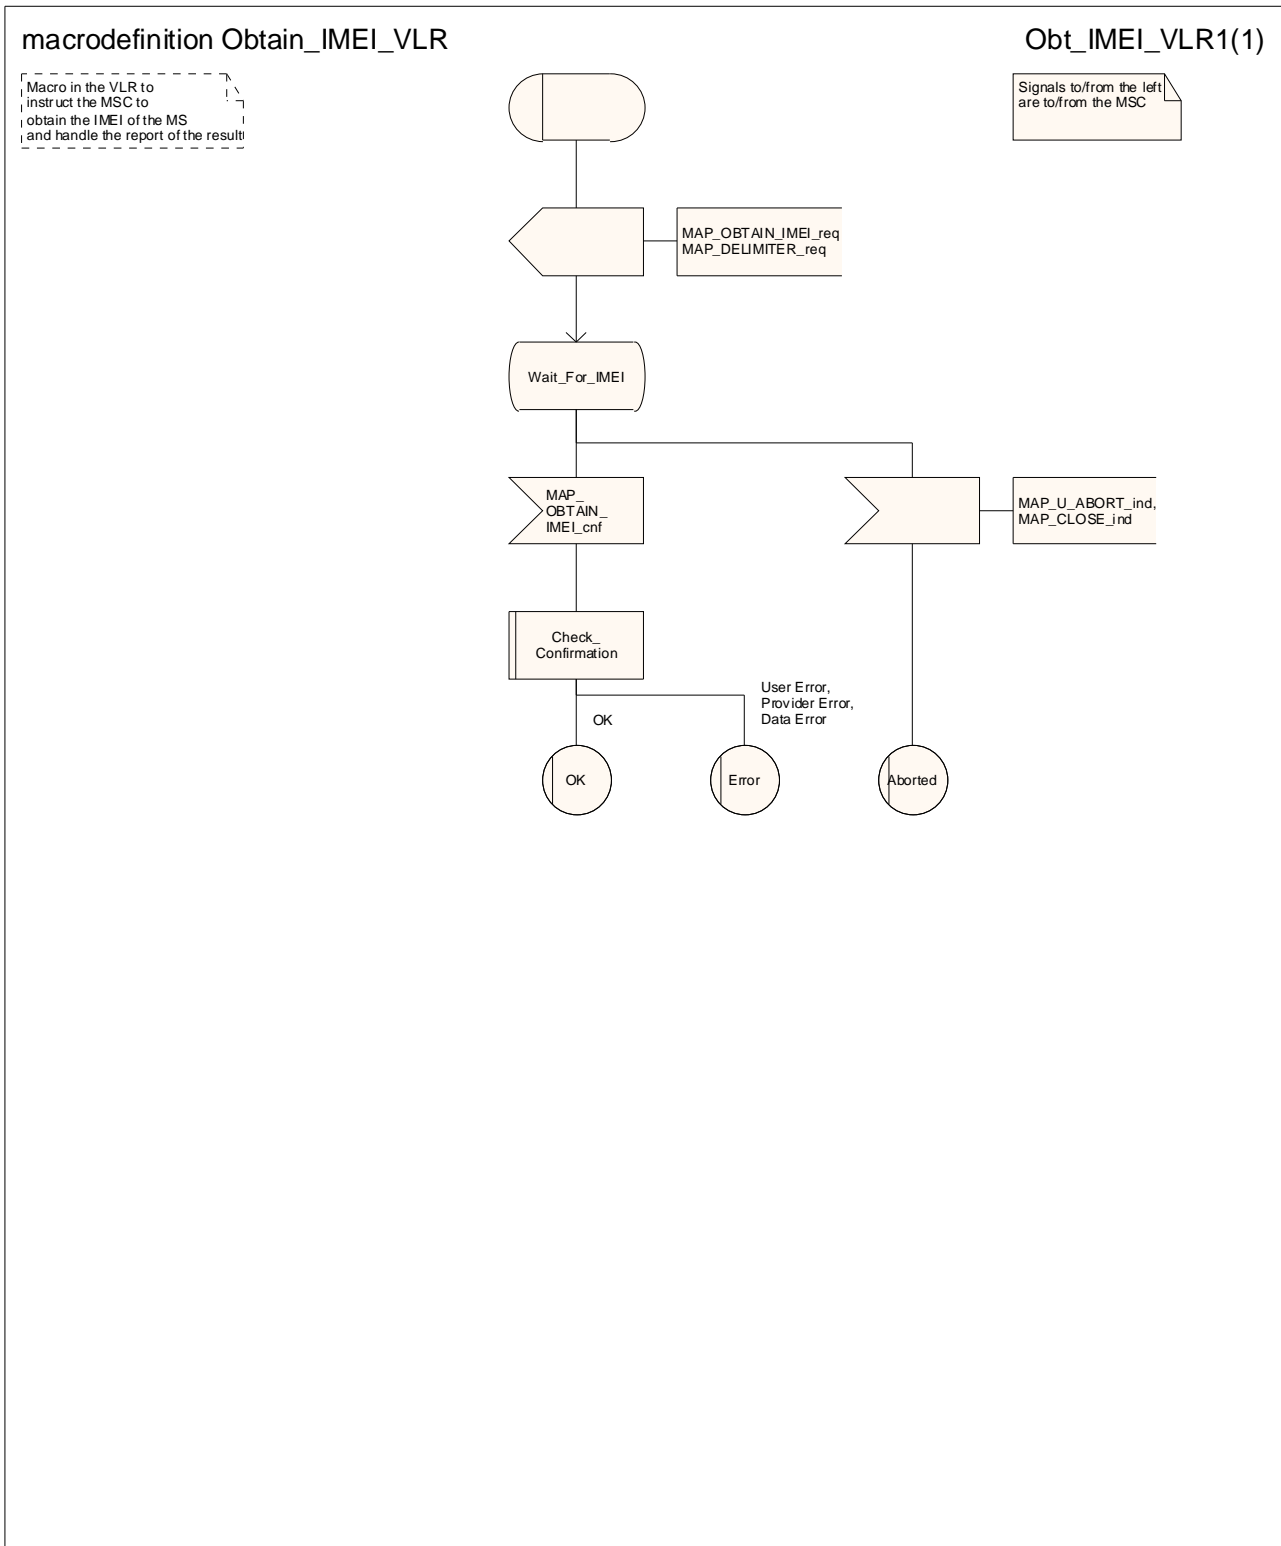 macrodefinition Obtain_IMEI_VLR
Obt_IMEI_VLR1(1)
Macro in the VLR to
instruct the MSC to
obtain the IMEI of the MS
and handle the report of the result
Signals to/from the left
are to/from the MSC
MAP_OBTAIN_IMEI_req
MAP_DELIMITER_req
Wait_For_IMEI
MAP_
OBTAIN_
IMEI_cnf
MAP_U_ABORT_ind,
MAP_CLOSE_ind
Check_
Confirmation
User Error,
Provider Error,
Data Error
OK
OK
Error
Aborted